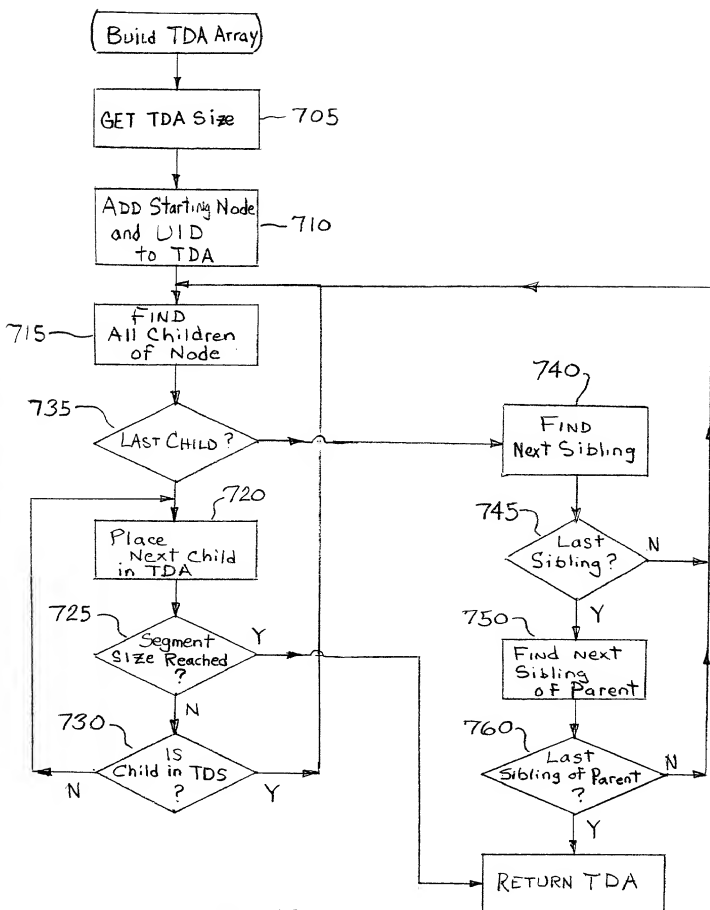 Build TDA Array
GET TDA Size
705
ADD Starting Node
and UID
to TDA
710
FIND
All Children
of Node
715
735
LAST CHILD ?
740
FIND
Next Sibling
720
Place
Next Child
in TDA
745
Last
Sibling ?
N
Y
725
Segment
Size Reached
?
Y
N
750
Find Next
Sibling
of Parent
730
Is
Child in TDS
?
N
Y
760
Last
Sibling of Parent
?
N
Y
RETURN TDA